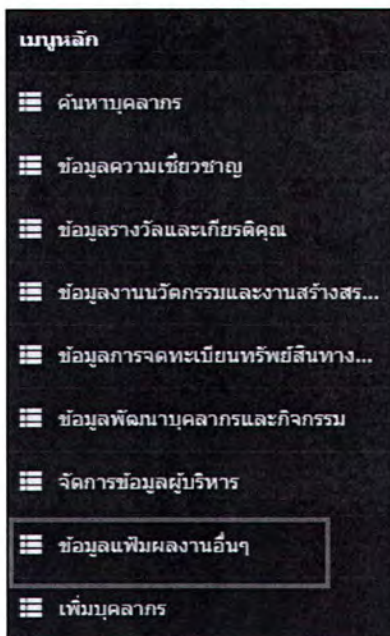 เมนูหลัก
ค้นหาบุคลากร
ข้อมูลความเชี่ยวชาญ
ข้อมูลรางวัลและเกียรติคุณ
ข้อมูลงานนวัตกรรมและงานสร้างสร...
ข้อมูลการจดทะเบียนทรัพย์สินทาง...
ข้อมูลพัฒนาบุคลากรและกิจกรรม
จัดการข้อมูลผู้บริหาร
ข้อมูลแฟ้มผลงานอื่นๆ
เพิ่มบุคลากร